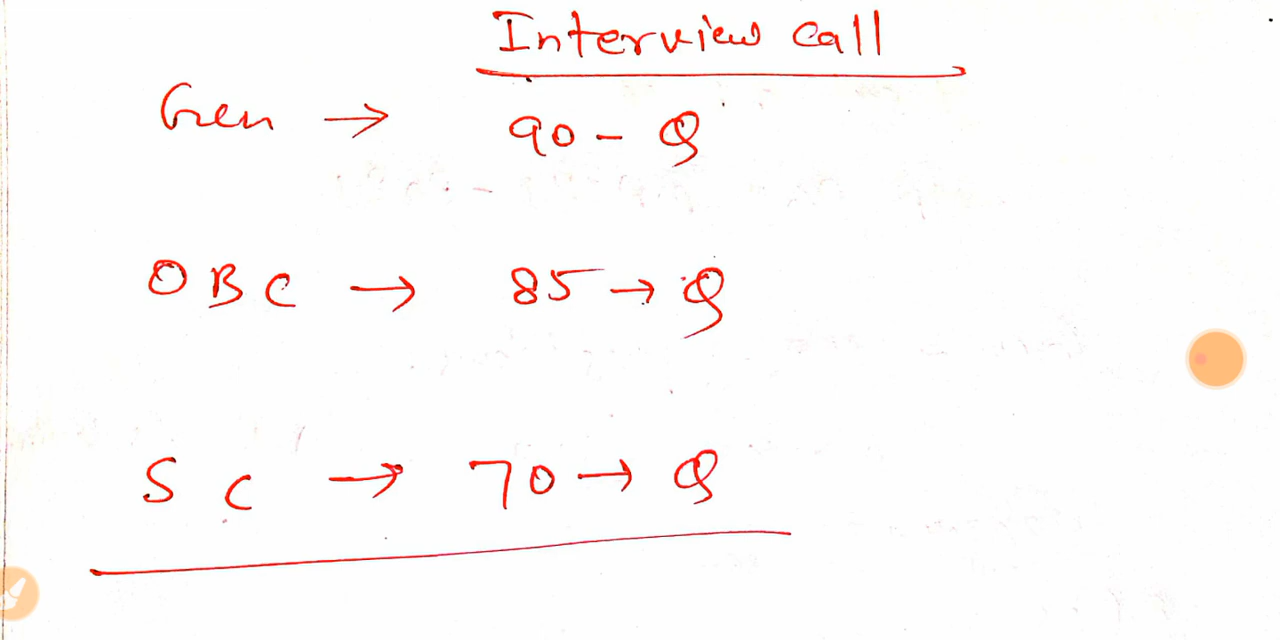 Interview call
Gen → 90 - Q
OBC → 85 → Q
SC → 70 → Q